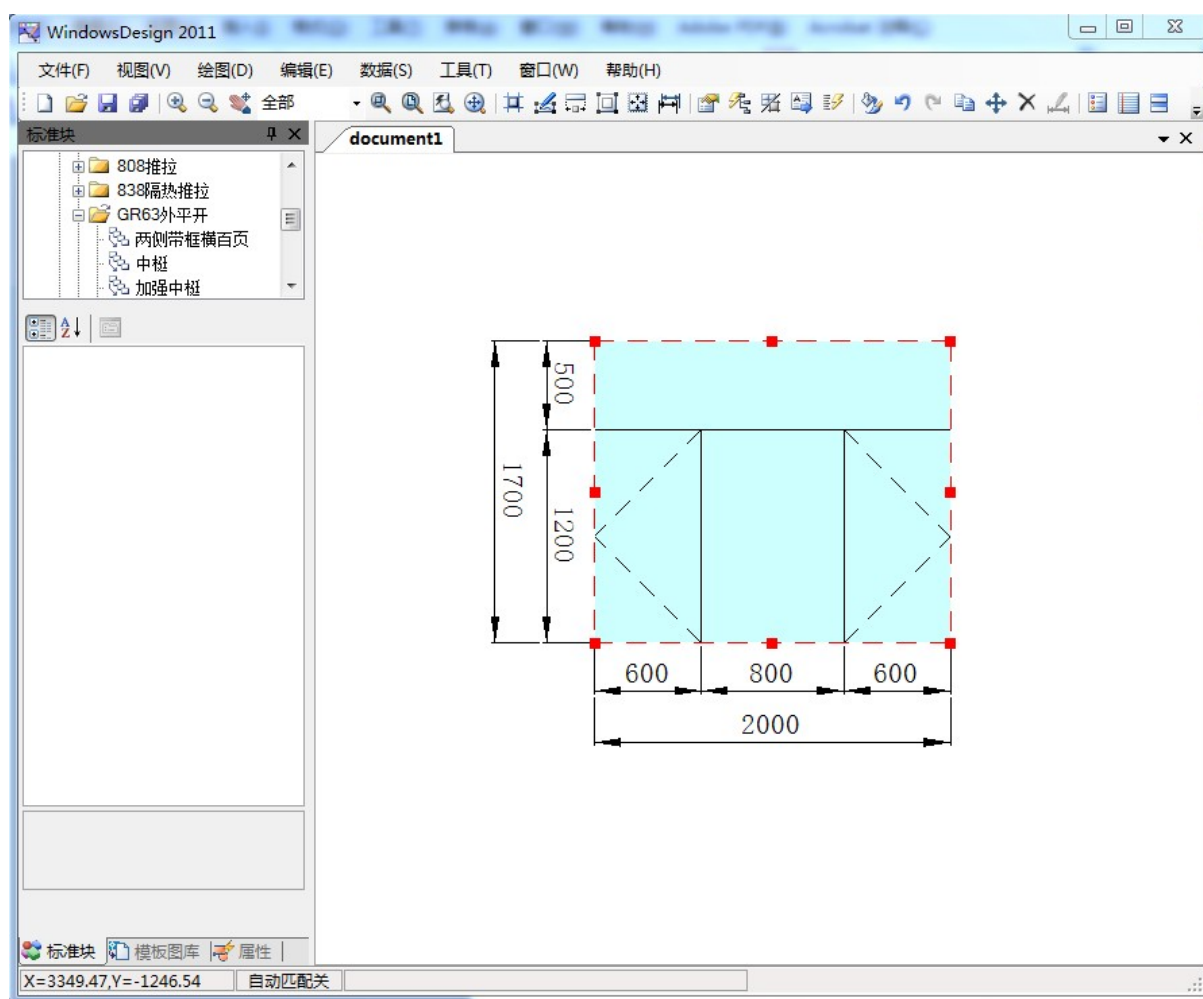 WindowsDesign 2011
文件(F) 视图(V) 绘图(D) 编辑(E) 数据(S) 工具(T) 窗口(W) 帮助(H)
全部
标准块
document1
808推拉
838隔热推拉
GR63外平开
两侧带框横百页
中梃
加强中梃
500
1700
1200
600 800 600
2000
标准块 模板图库 属性
X=3349.47,Y=-1246.54 自动匹配关